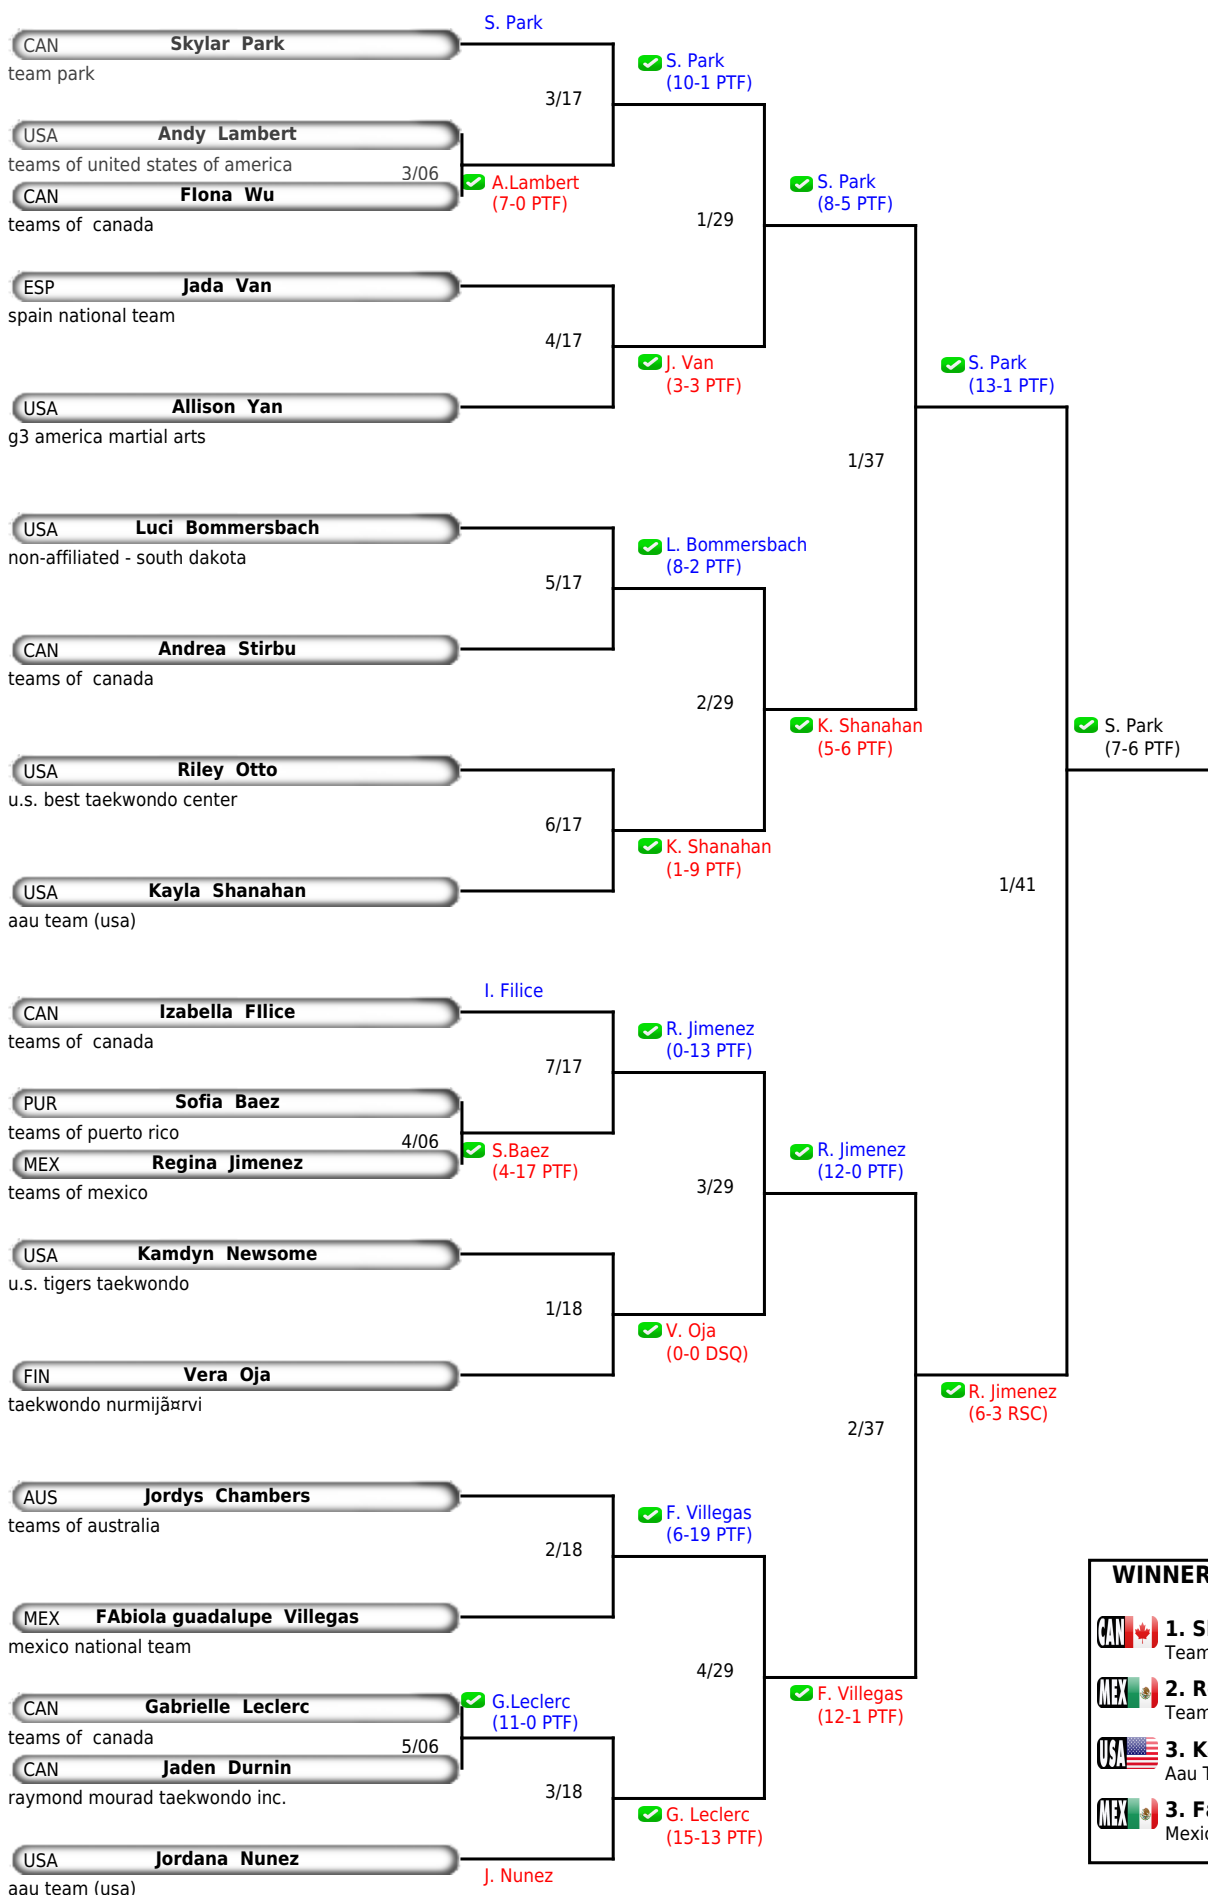 S. Park
CAN Skylar Park
team park
S. Park
(10-1 PTF)
3/17
USA Andy Lambert
teams of united states of america
3/06
A.Lambert
(7-0 PTF)
CAN FIona Wu
teams of canada
S. Park
(8-5 PTF)
1/29
ESP Jada Van
spain national team
4/17
J. Van
(3-3 PTF)
S. Park
(13-1 PTF)
USA Allison Yan
g3 america martial arts
1/37
USA Luci Bommersbach
non-affiliated - south dakota
L. Bommersbach
(8-2 PTF)
5/17
CAN Andrea Stirbu
teams of canada
2/29
K. Shanahan
(5-6 PTF)
S. Park
(7-6 PTF)
USA Riley Otto
u.s. best taekwondo center
6/17
K. Shanahan
(1-9 PTF)
USA Kayla Shanahan
aau team (usa)
1/41
I. Filice
CAN Izabella FIlice
teams of canada
R. Jimenez
(0-13 PTF)
7/17
PUR Sofia Baez
teams of puerto rico
4/06
S.Baez
(4-17 PTF)
MEX Regina Jimenez
teams of mexico
R. Jimenez
(12-0 PTF)
3/29
USA Kamdyn Newsome
u.s. tigers taekwondo
1/18
V. Oja
(0-0 DSQ)
FIN Vera Oja
taekwondo nurmijã¤rvi
R. Jimenez
(6-3 RSC)
2/37
AUS Jordys Chambers
teams of australia
F. Villegas
(6-19 PTF)
2/18
MEX FAbiola guadalupe Villegas
mexico national team
4/29
F. Villegas
(12-1 PTF)
CAN Gabrielle Leclerc
teams of canada
G.Leclerc
(11-0 PTF)
5/06
CAN Jaden Durnin
raymond mourad taekwondo inc.
3/18
G. Leclerc
(15-13 PTF)
USA Jordana Nunez
aau team (usa)
J. Nunez
WINNER
CAN 1. S
Team
MEX 2. R
Team
USA 3. K
Aau T
MEX 3. Fa
Mexic